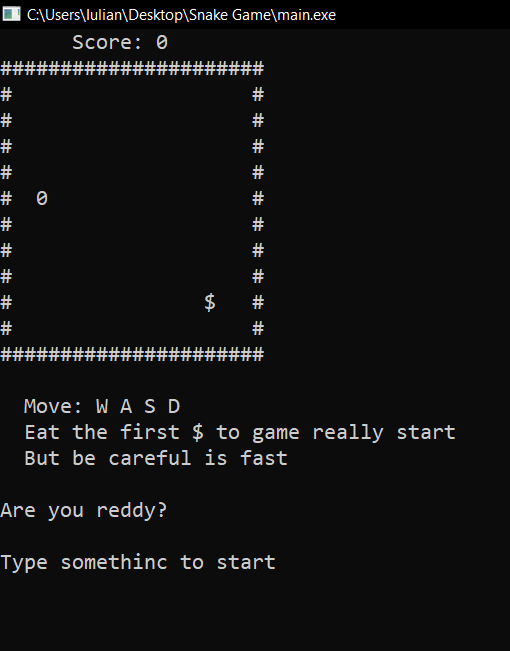 C:\Users\Iulian\Desktop\Snake Game\main.exe
      Score: 0
######################
#                    #
#                    #
#                    #
#                    #
#  0                 #
#                    #
#                    #
#                    #
#                $   #
#                    #
######################
  Move: W A S D
  Eat the first $ to game really start
  But be careful is fast
Are you reddy?
Type somethinc to start